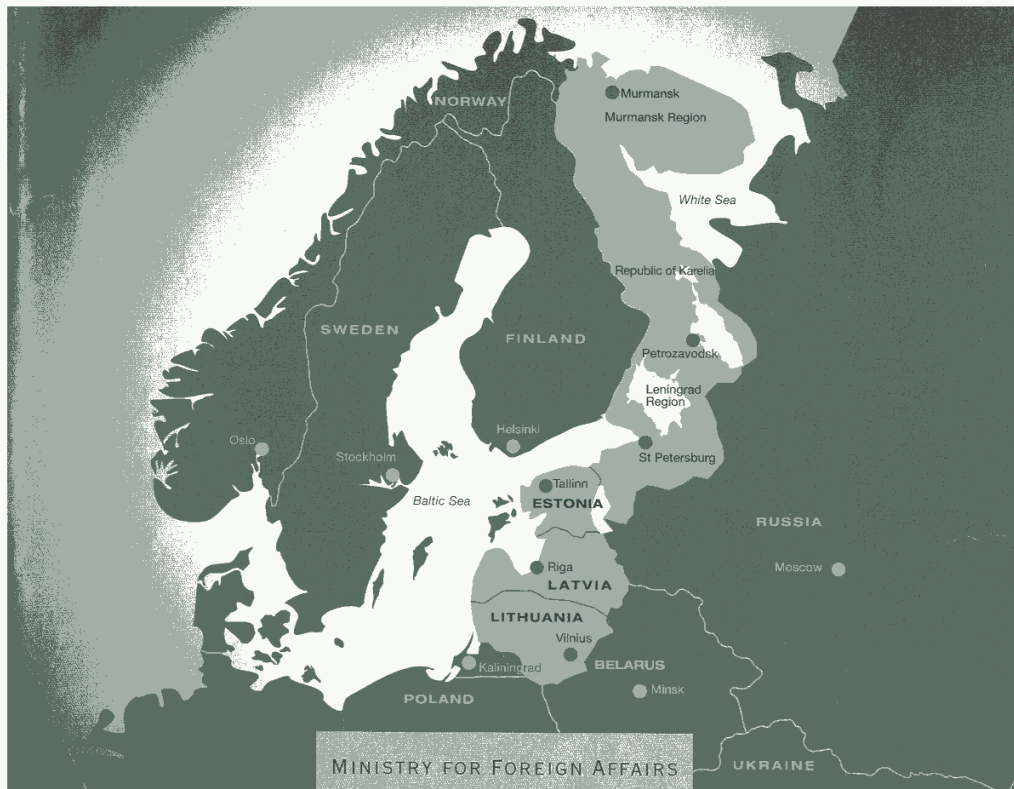 NORWAY
Murmansk
Murmansk Region
White Sea
Republic of Karelia
SWEDEN
FINLAND
Petrozavodsk
Leningrad
Region
Oslo
Helsinki
Stockholm
St Petersburg
Baltic Sea
Tallinn
ESTONIA
RUSSIA
Moscow
Riga
LATVIA
LITHUANIA
Vilnius
Kaliningrad
BELARUS
Minsk
POLAND
MINISTRY FOR FOREIGN AFFAIRS
UKRAINE